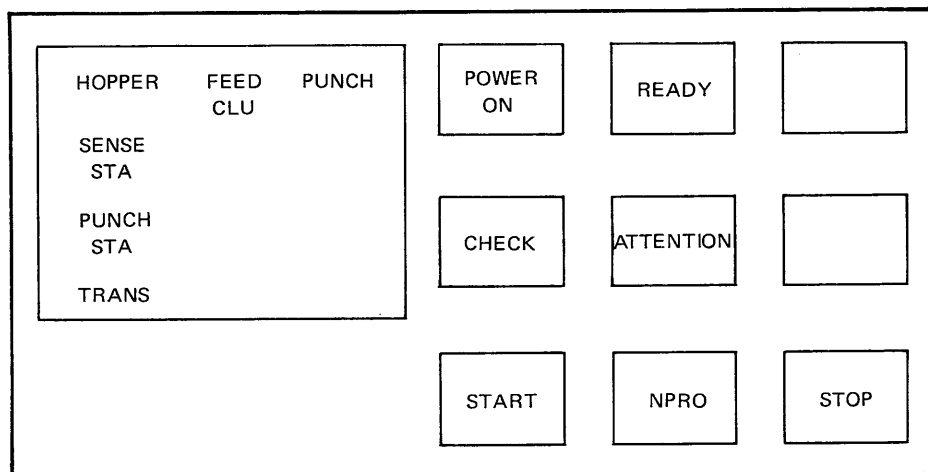 HOPPER FEED PUNCH
CLU
SENSE
STA
PUNCH
STA
TRANS
POWER
ON
READY
CHECK
ATTENTION
START
NPRO
STOP